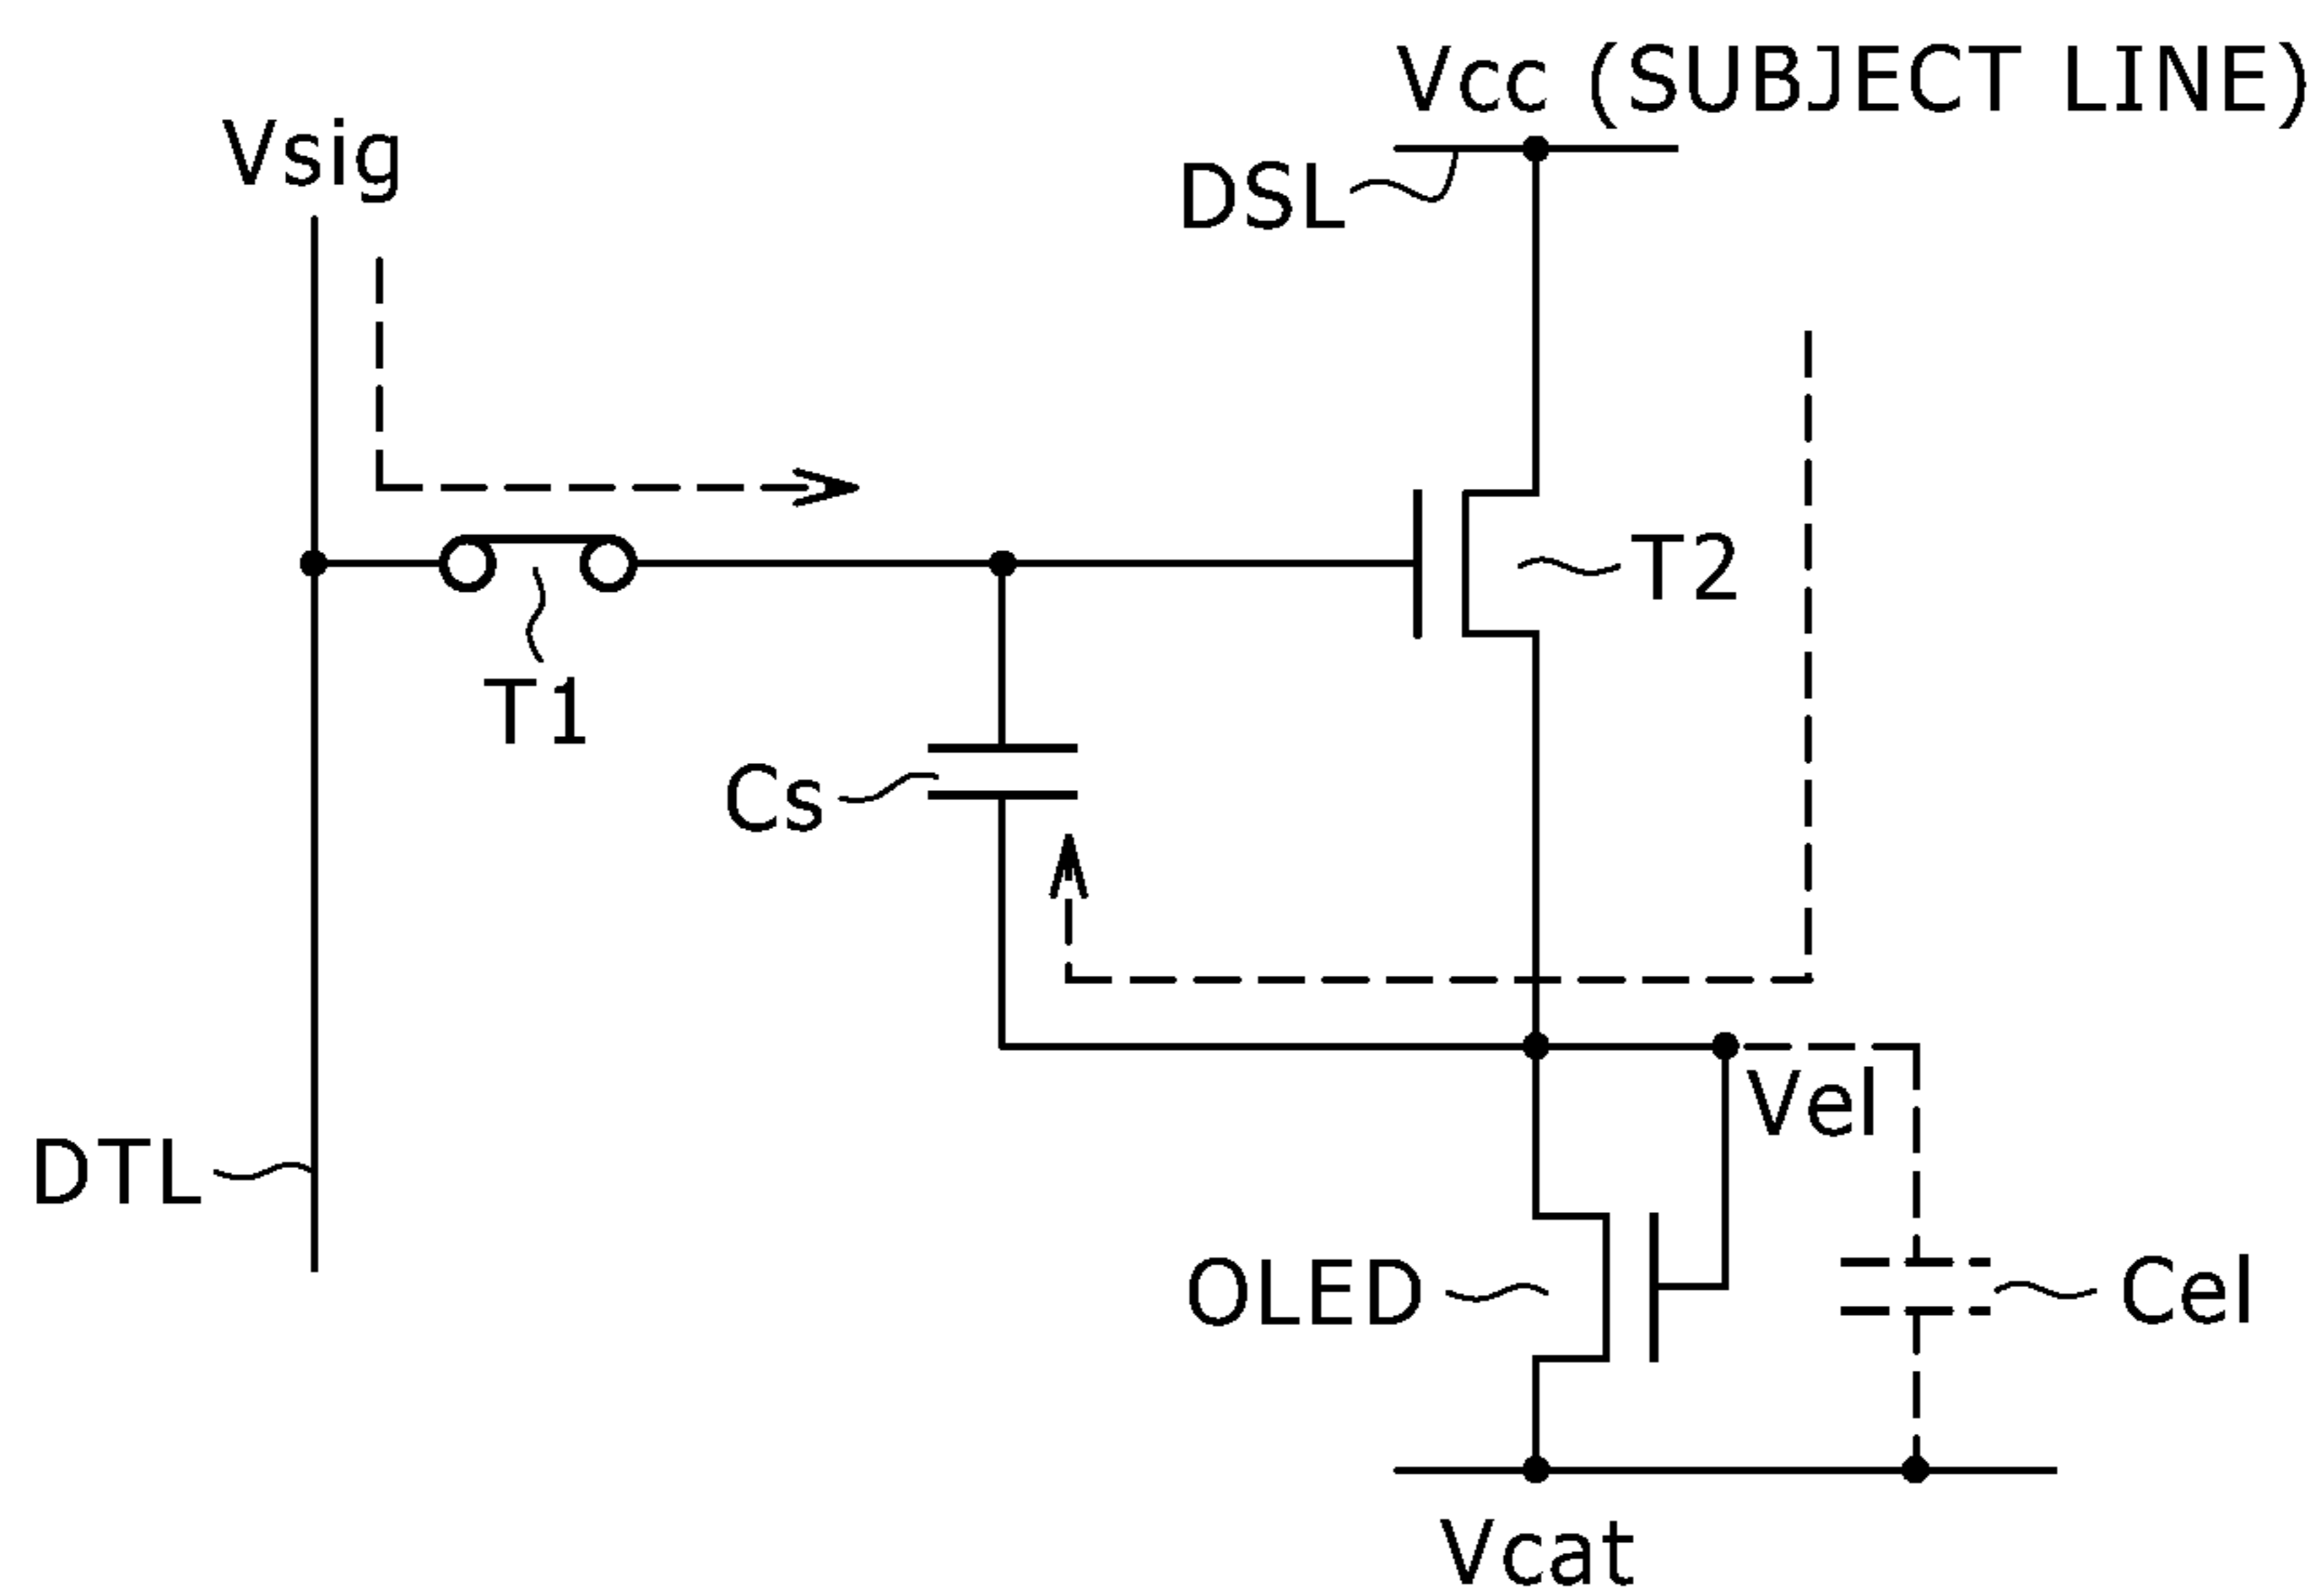 Vcc (SUBJECT LINE)
Vsig
DSL
T2
T1
Cs
Vel
DTL
OLED
Cel
Vcat